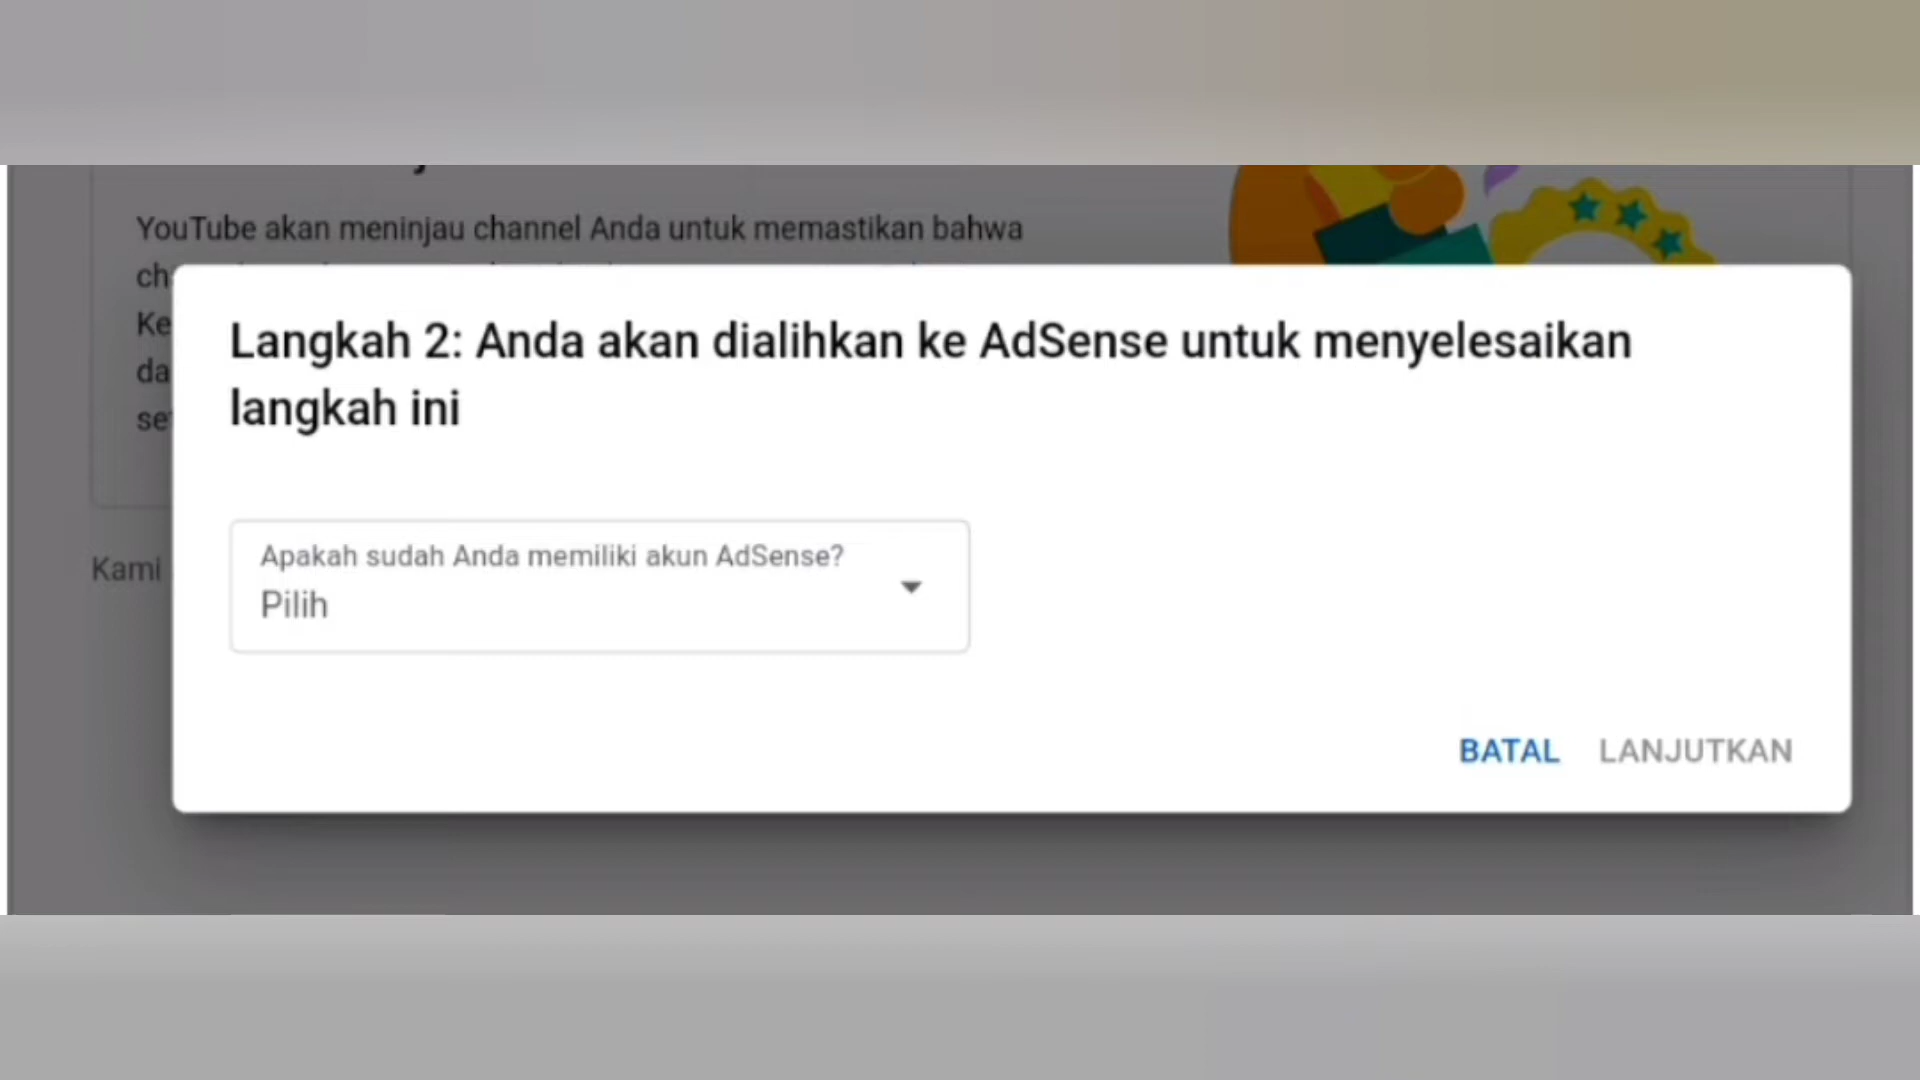 YouTube akan meninjau channel Anda untuk memastikan bahwa
Langkah 2: Anda akan dialihkan ke AdSense untuk menyelesaikan
langkah ini
Apakah sudah Anda memiliki akun AdSense?
Pilih
Kami
BATAL LANJUTKAN